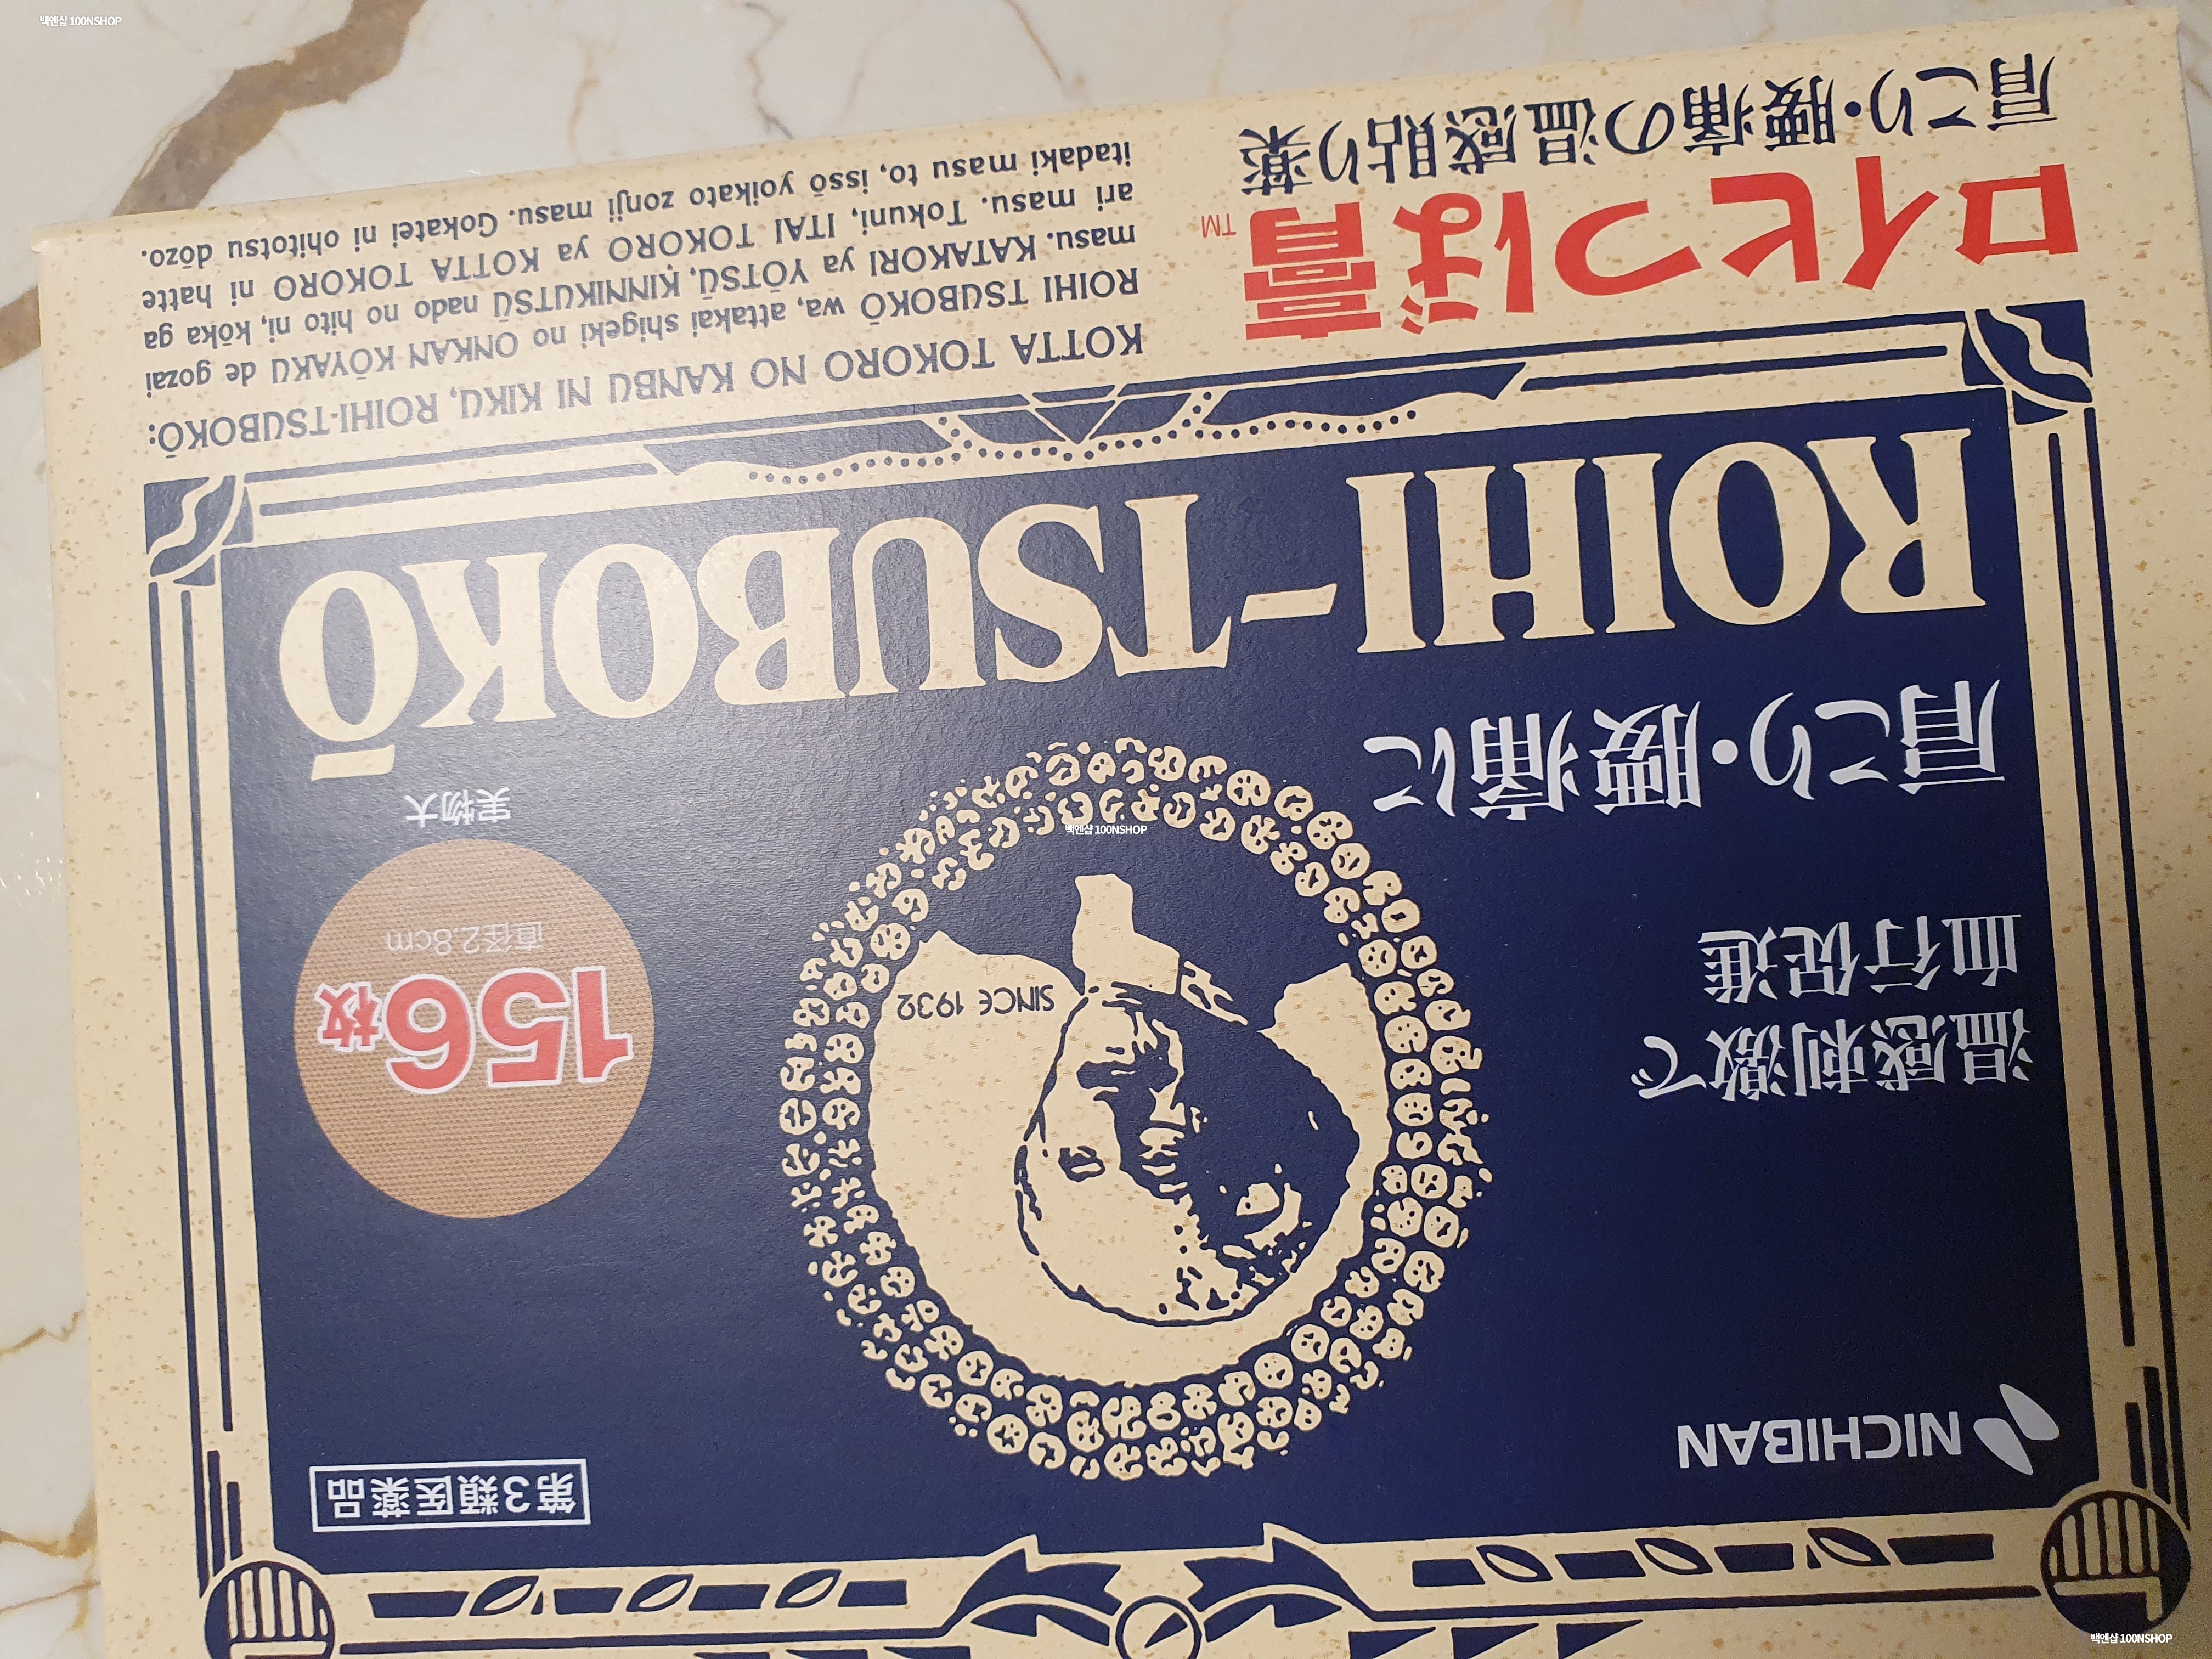 NICHIBAN
第3類医薬品
温感刺激で
血行促進
SINCE 1932
156枚
直径2.8cm
実物大
肩こり・腰痛に
ROIHI-TSUBOKŌ
ロイヒつぼ膏™
肩こり・腰痛の温感貼り薬
KOTTA TOKORO NO KANBU NI KIKU, ROIHI-TSUBOKŌ:
ROIHI TSUBOKŌ wa, attakai shigeki no ONKAN KŌYAKU de gozai
masu. KATAKORI ya YŌTSŪ, KINNIKUTSŪ nado no hito ni, kōka ga
ari masu. Tokuni, ITAI TOKORO ya KOTTA TOKORO ni hatte
itadaki masu to, issō yoikato zonji masu. Gokatei ni ohitotsu dōzo.
백엔샵 100NSHOP
백엔샵 100NSHOP
백엔샵 100NSHOP